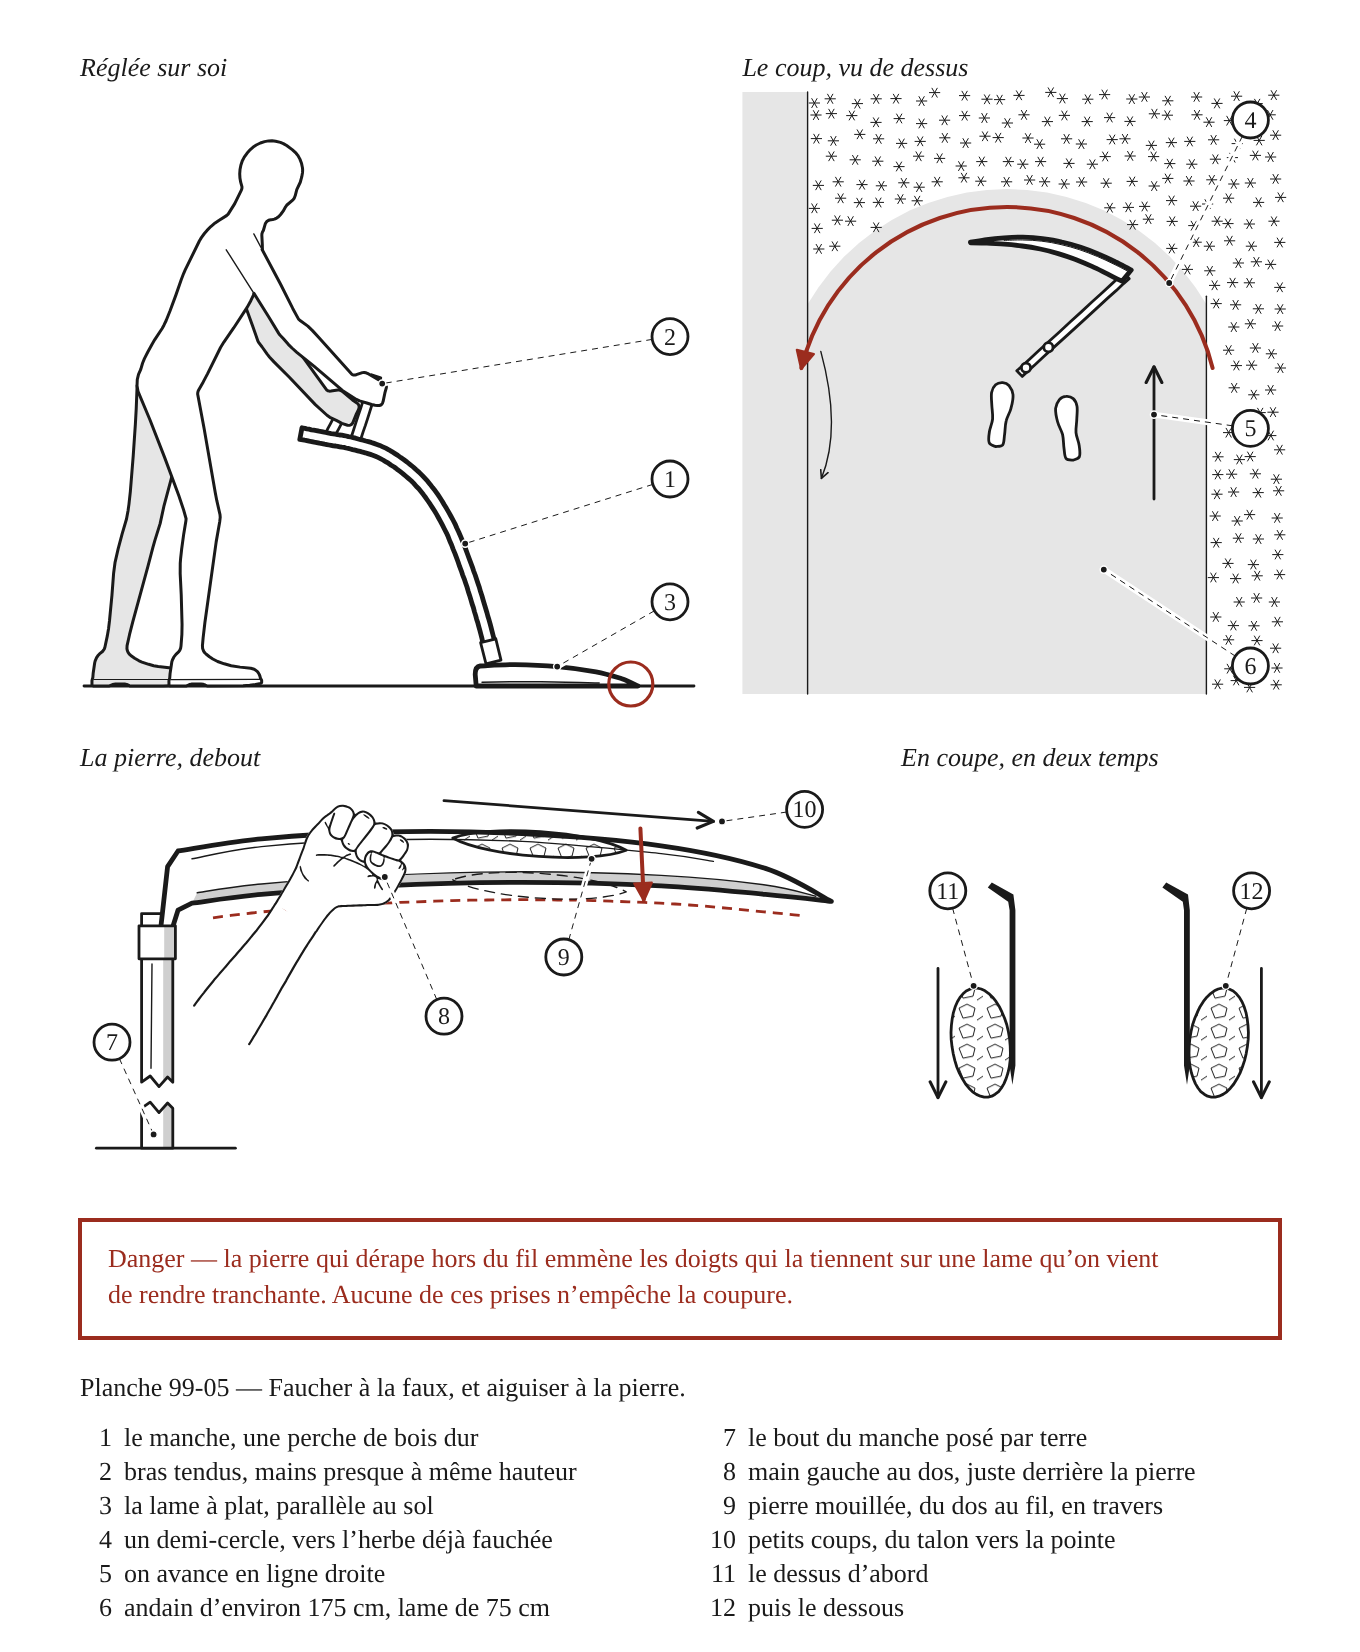 Réglée sur soi
Le coup, vu de dessus
4
2
5
1
3
6
La pierre, debout
En coupe, en deux temps
10
11
12
9
8
7
Danger — la pierre qui dérape hors du fil emmène les doigts qui la tiennent sur une lame qu’on vient
de rendre tranchante. Aucune de ces prises n’empêche la coupure.
Planche 99-05 — Faucher à la faux, et aiguiser à la pierre.
1 le manche, une perche de bois dur
2 bras tendus, mains presque à même hauteur
3 la lame à plat, parallèle au sol
4 un demi-cercle, vers l’herbe déjà fauchée
5 on avance en ligne droite
6 andain d’environ 175 cm, lame de 75 cm
7 le bout du manche posé par terre
8 main gauche au dos, juste derrière la pierre
9 pierre mouillée, du dos au fil, en travers
10 petits coups, du talon vers la pointe
11 le dessus d’abord
12 puis le dessous